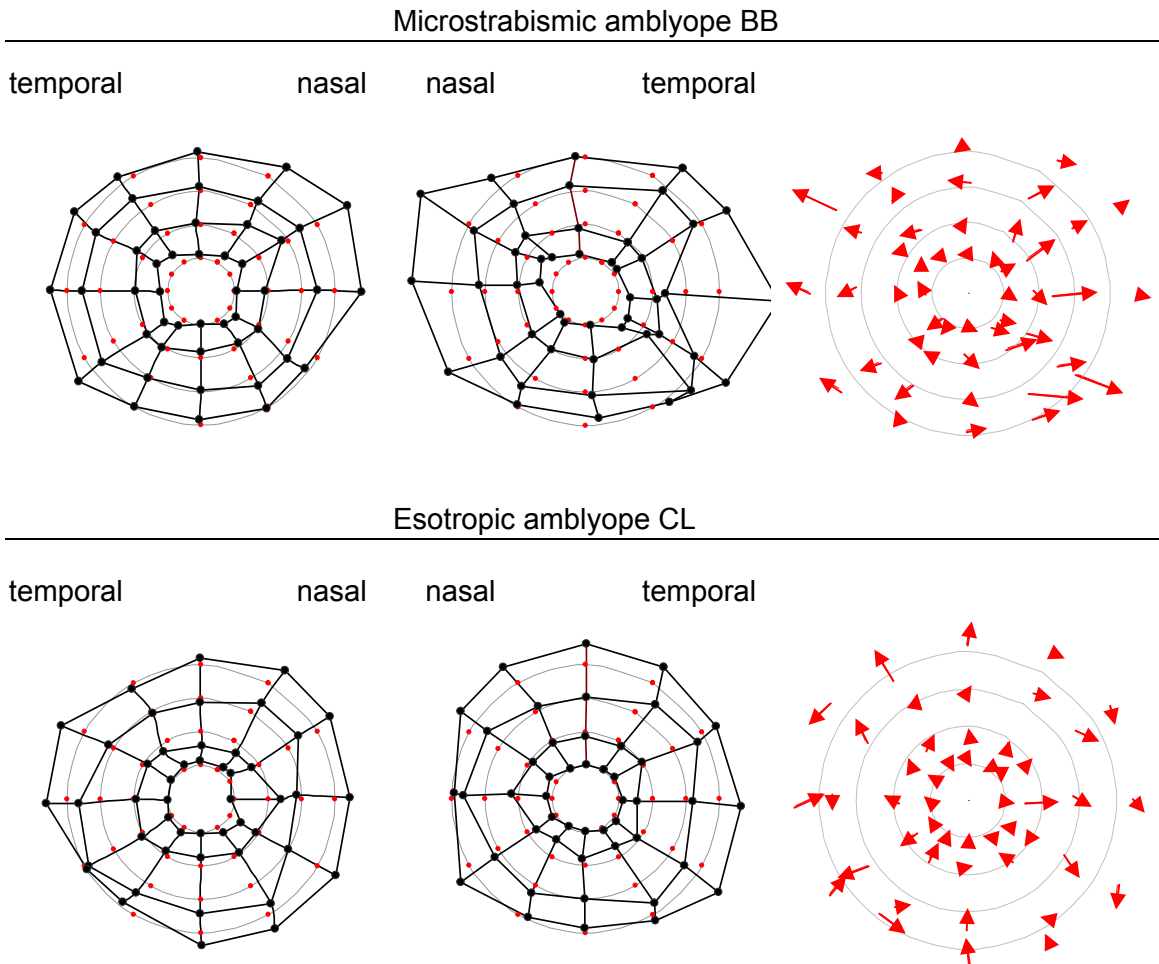 Microstrabismic amblyope BB
temporal nasal nasal temporal
Esotropic amblyope CL
temporal nasal nasal temporal